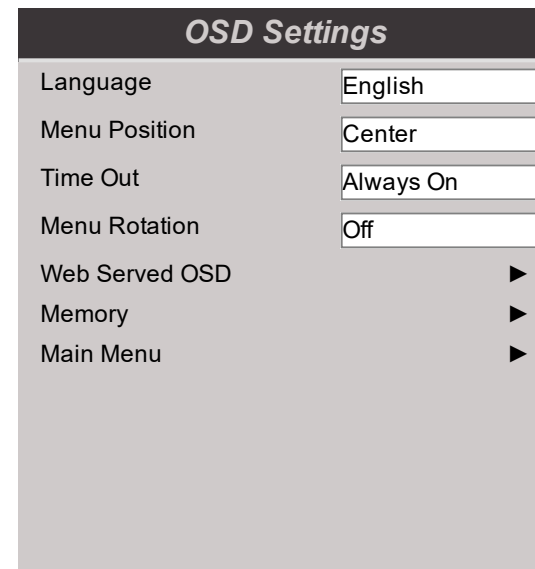 OSD Settings
Language English
Menu Position Center
Time Out Always On
Menu Rotation Off
Web Served OSD ►
Memory ►
Main Menu ►